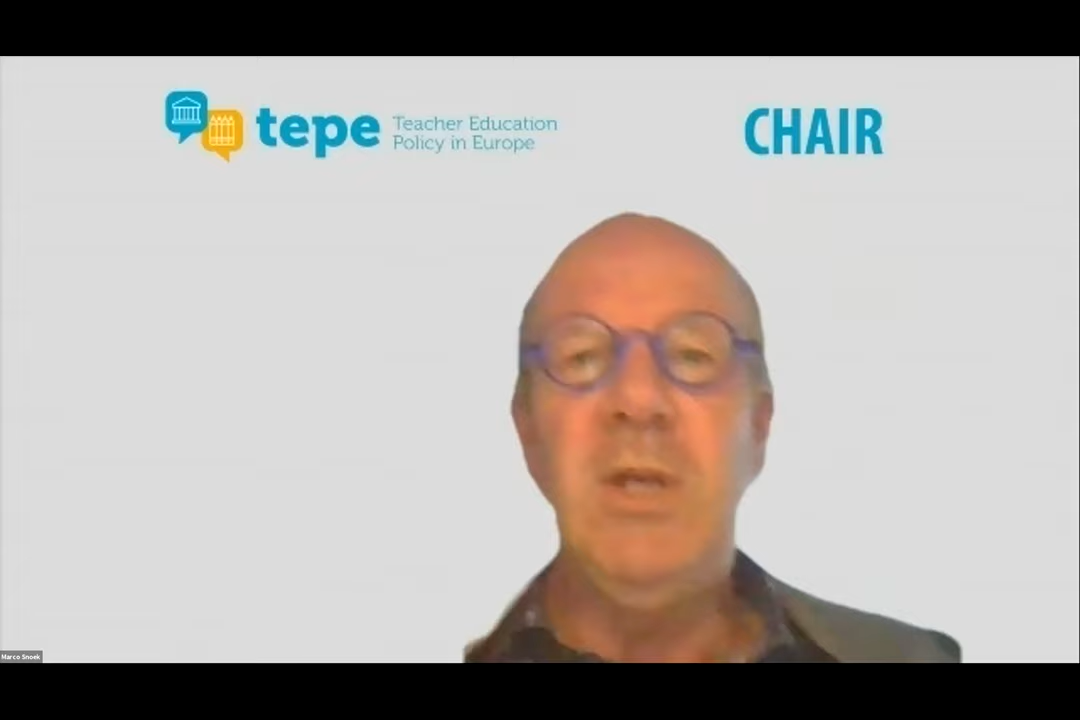 tepe
Teacher Education
Policy in Europe
CHAIR
Marco Snoek